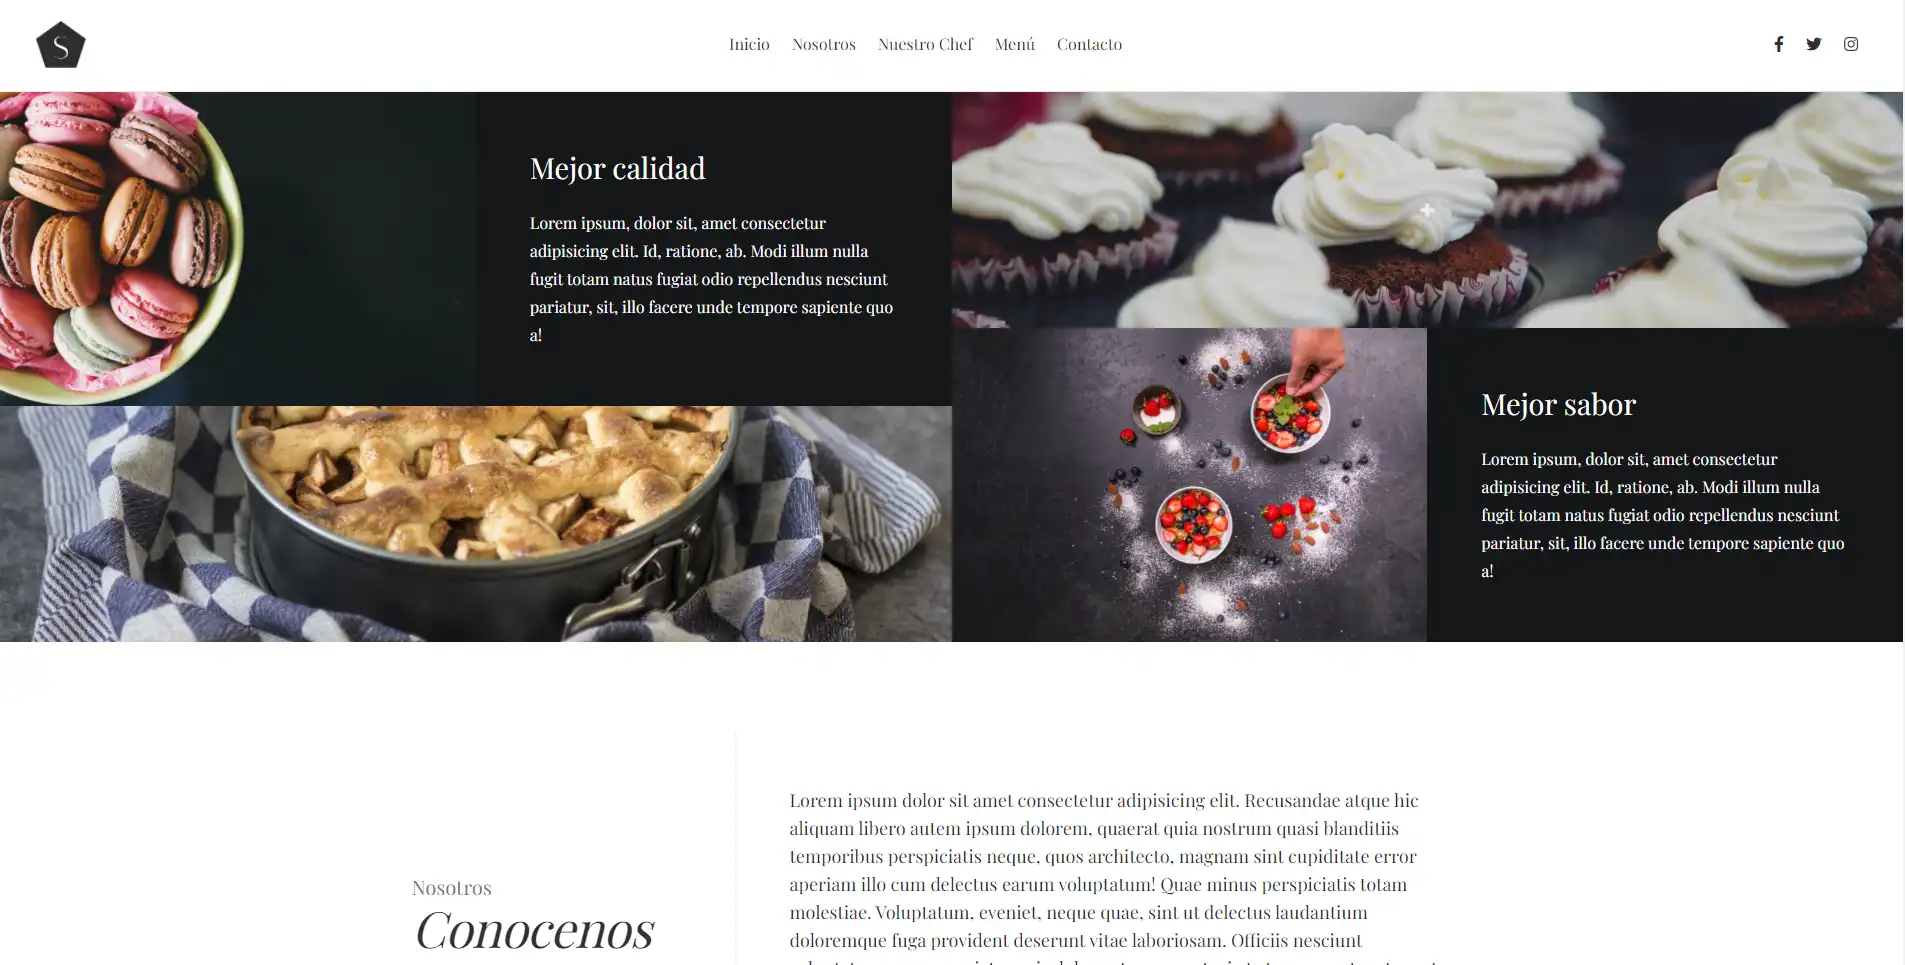 S
Inicio Nosotros Nuestro Chef Menú Contacto
Mejor calidad
Lorem ipsum, dolor sit, amet consectetur
adipisicing elit. Id, ratione, ab. Modi illum nulla
fugit totam natus fugiat odio repellendus nesciunt
pariatur, sit, illo facere unde tempore sapiente quo
a!
Mejor sabor
Lorem ipsum, dolor sit, amet consectetur
adipisicing elit. Id, ratione, ab. Modi illum nulla
fugit totam natus fugiat odio repellendus nesciunt
pariatur, sit, illo facere unde tempore sapiente quo
a!
Nosotros
Conocenos
Lorem ipsum dolor sit amet consectetur adipisicing elit. Recusandae atque hic
aliquam libero autem ipsum dolorem, quaerat quia nostrum quasi blanditiis
temporibus perspiciatis neque, quos architecto, magnam sint cupiditate error
aperiam illo cum delectus earum voluptatum! Quae minus perspiciatis totam
molestiae. Voluptatum, eveniet, neque quae, sint ut delectus laudantium
doloremque fuga provident deserunt vitae laboriosam. Officiis nesciunt